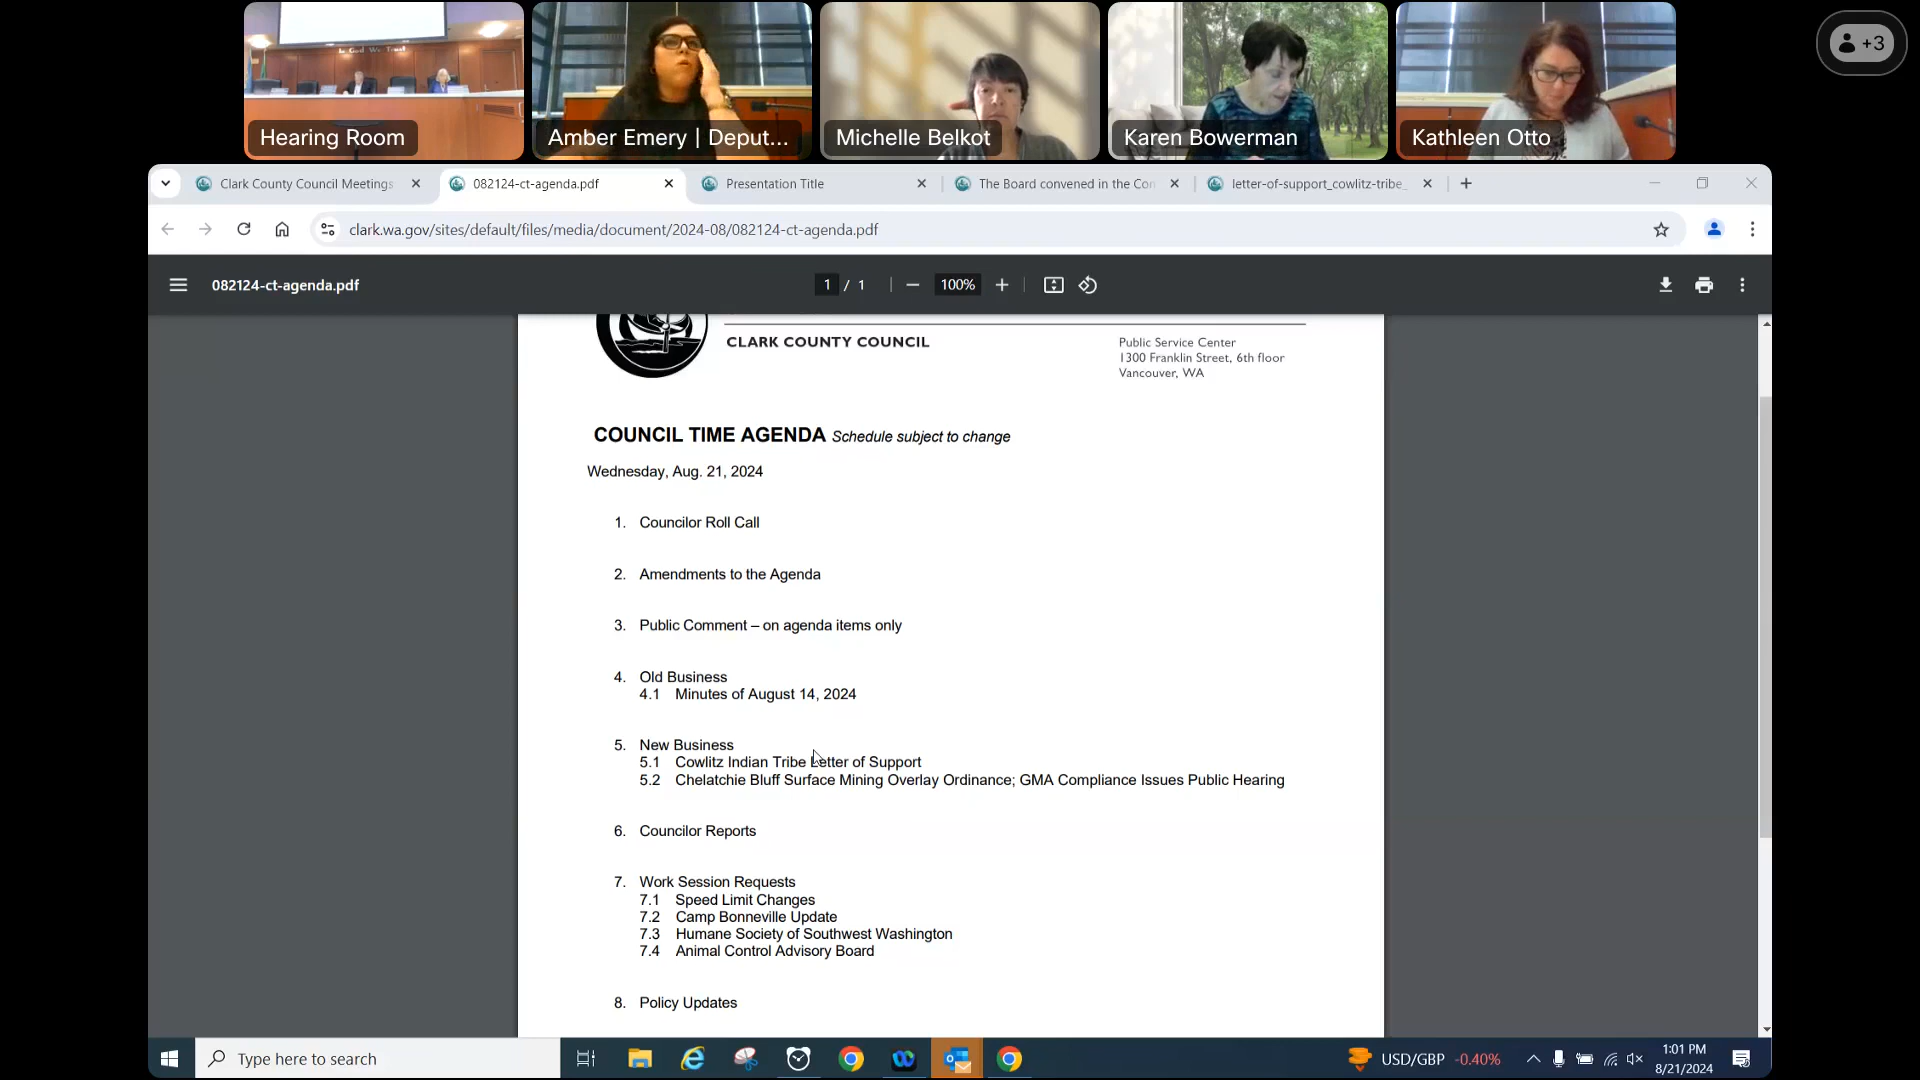 In God We Trust
Hearing Room
Amber Emery | Deput...
Michelle Belkot
Karen Bowerman
Kathleen Otto
+3
Clark County Council Meetings
082124-ct-agenda.pdf
Presentation Title
The Board convened in the Con
letter-of-support_cowlitz-tribe_
clark.wa.gov/sites/default/files/media/document/2024-08/082124-ct-agenda.pdf
082124-ct-agenda.pdf
1 / 1
100%
CLARK COUNTY COUNCIL
Public Service Center
1300 Franklin Street, 6th floor
Vancouver, WA
COUNCIL TIME AGENDA Schedule subject to change
Wednesday, Aug. 21, 2024
1. Councilor Roll Call
2. Amendments to the Agenda
3. Public Comment – on agenda items only
4. Old Business
4.1 Minutes of August 14, 2024
5. New Business
5.1 Cowlitz Indian Tribe Letter of Support
5.2 Chelatchie Bluff Surface Mining Overlay Ordinance; GMA Compliance Issues Public Hearing
6. Councilor Reports
7. Work Session Requests
7.1 Speed Limit Changes
7.2 Camp Bonneville Update
7.3 Humane Society of Southwest Washington
7.4 Animal Control Advisory Board
8. Policy Updates
Type here to search
USD/GBP -0.40%
1:01 PM
8/21/2024